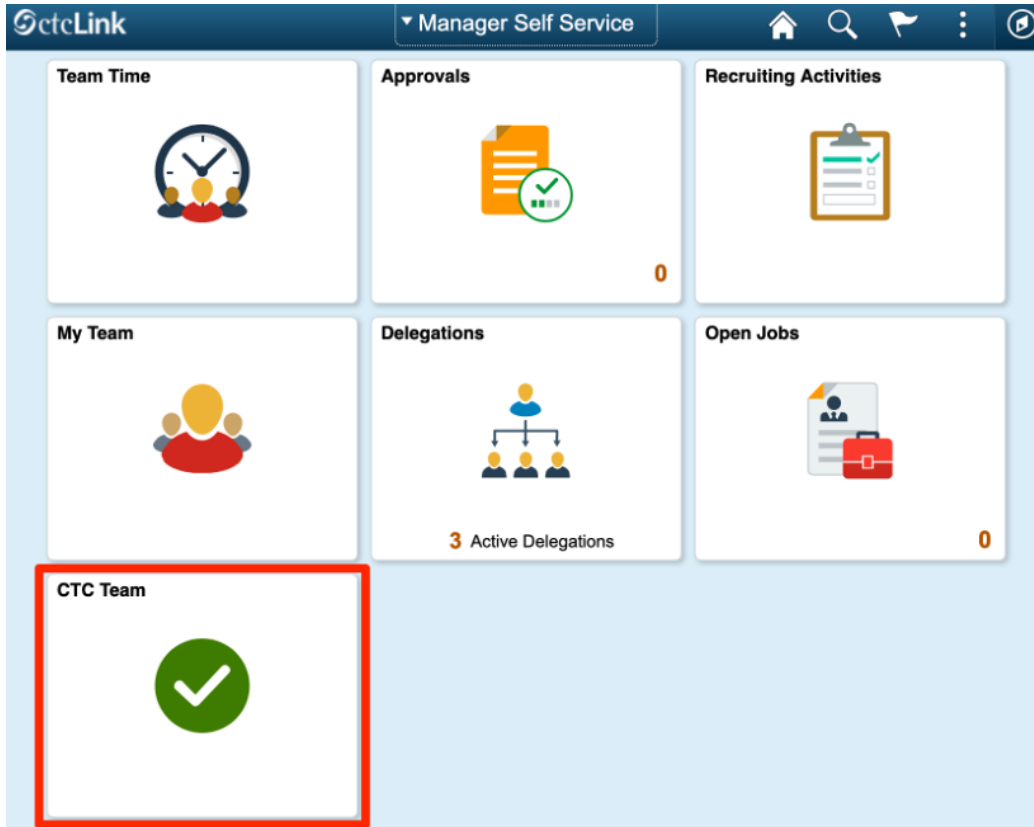 ctcLink
Manager Self Service
Team Time
Approvals
Recruiting Activities
0
My Team
Delegations
Open Jobs
3 Active Delegations
0
CTC Team